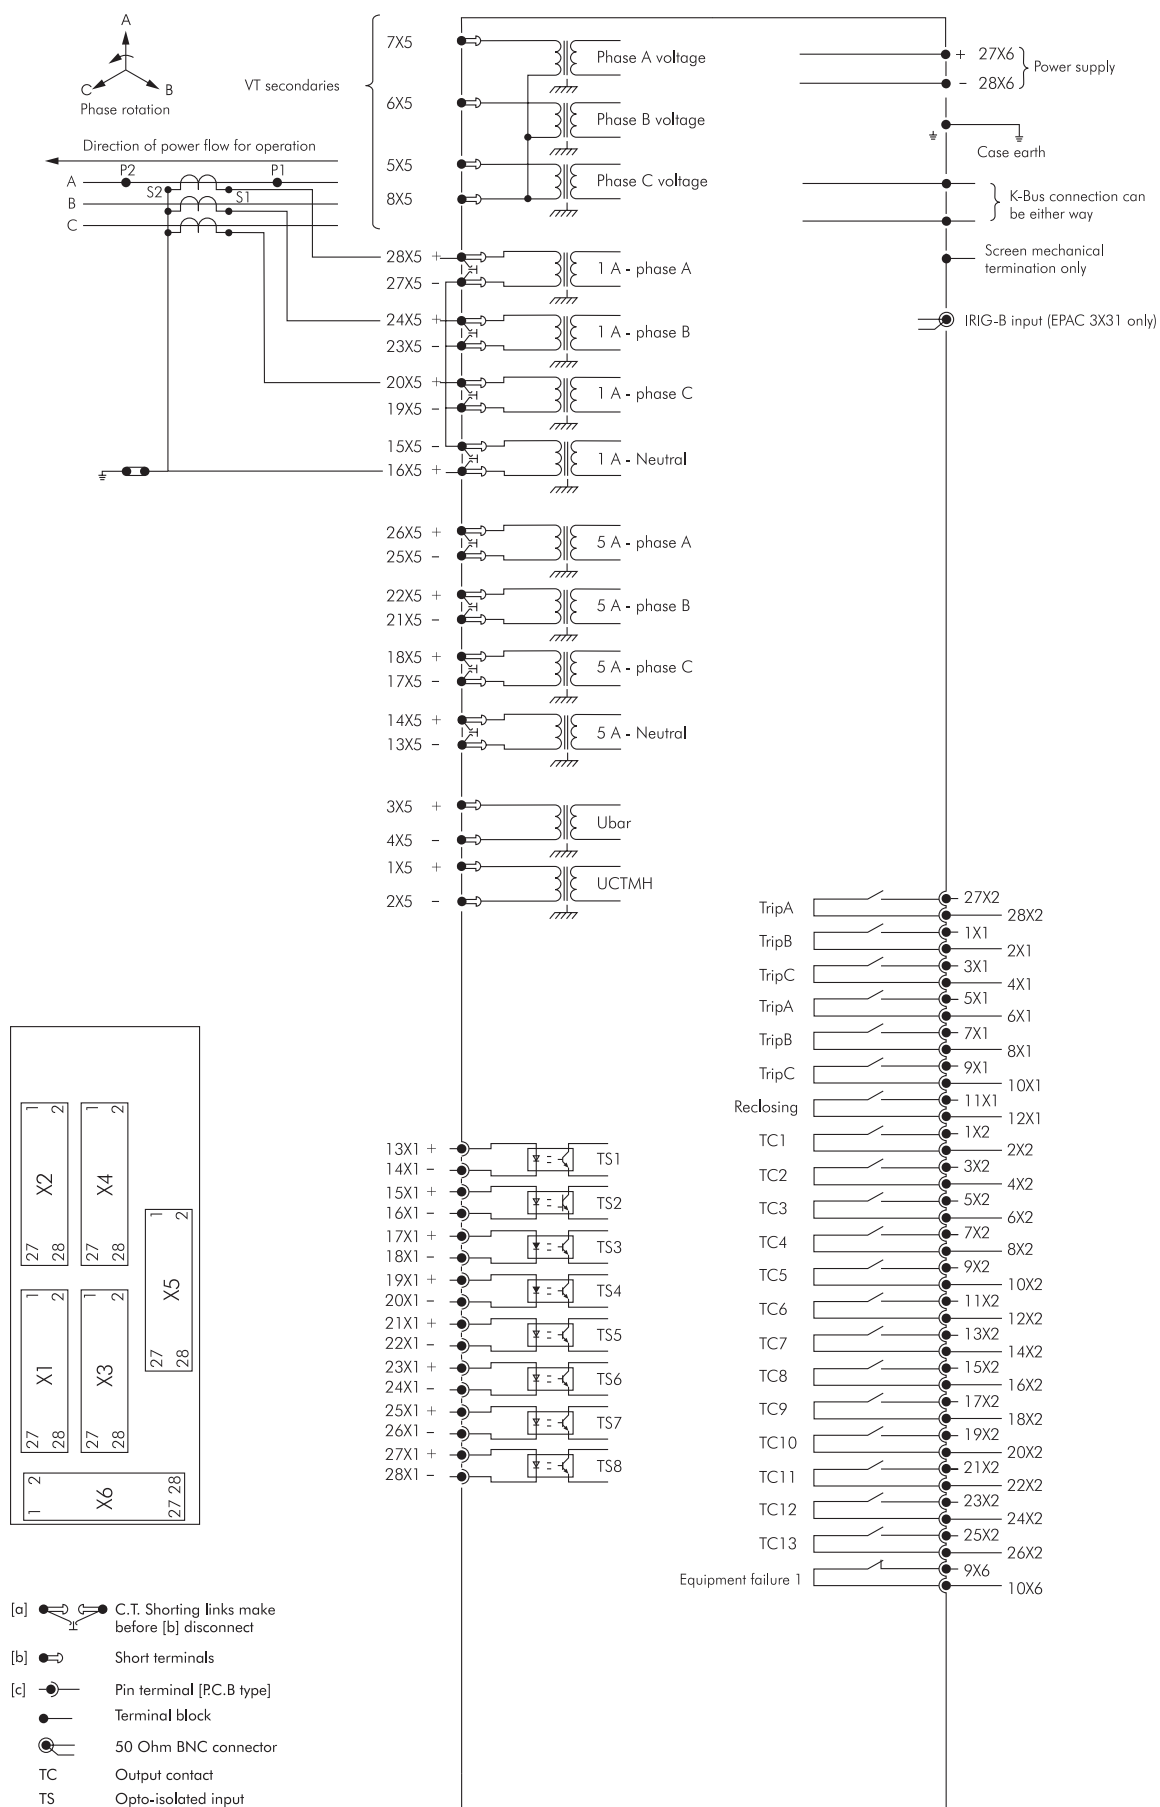 A
C
B
Phase rotation
Direction of power flow for operation
P2
P1
A
S2
S1
B
C
VT secondaries
7X5
Phase A voltage
6X5
Phase B voltage
5X5
Phase C voltage
8X5
28X5 +
1 A - phase A
27X5 -
24X5 +
1 A - phase B
23X5 -
20X5 +
1 A - phase C
19X5 -
15X5 -
1 A - Neutral
16X5 +
26X5 +
5 A - phase A
25X5 -
22X5 +
5 A - phase B
21X5 -
18X5 +
5 A - phase C
17X5 -
14X5 +
5 A - Neutral
13X5 -
3X5 +
Ubar
4X5 -
1X5 +
UCTMH
2X5 -
+ 27X6
- 28X6
Power supply
Case earth
K-Bus connection can
be either way
Screen mechanical
termination only
IRIG-B input (EPAC 3X31 only)
TripA
27X2
28X2
TripB
1X1
2X1
TripC
3X1
4X1
TripA
5X1
6X1
TripB
7X1
8X1
TripC
9X1
10X1
Reclosing
11X1
12X1
TC1
1X2
2X2
TC2
3X2
4X2
TC3
5X2
6X2
TC4
7X2
8X2
TC5
9X2
10X2
TC6
11X2
12X2
TC7
13X2
14X2
TC8
15X2
16X2
TC9
17X2
18X2
TC10
19X2
20X2
TC11
21X2
22X2
TC12
23X2
24X2
TC13
25X2
26X2
Equipment failure 1
9X6
10X6
13X1 +
14X1 -
TS1
15X1 +
16X1 -
TS2
17X1 +
18X1 -
TS3
19X1 +
20X1 -
TS4
21X1 +
22X1 -
TS5
23X1 +
24X1 -
TS6
25X1 +
26X1 -
TS7
27X1 +
28X1 -
TS8
1 2
X2
27 28
1 2
X4
27 28
1 2
X5
27 28
1 2
X1
27 28
1 2
X3
27 28
1 2
X6
27 28
[a] C.T. Shorting links make
before [b] disconnect
[b] Short terminals
[c] Pin terminal [P.C.B type]
Terminal block
50 Ohm BNC connector
TC Output contact
TS Opto-isolated input